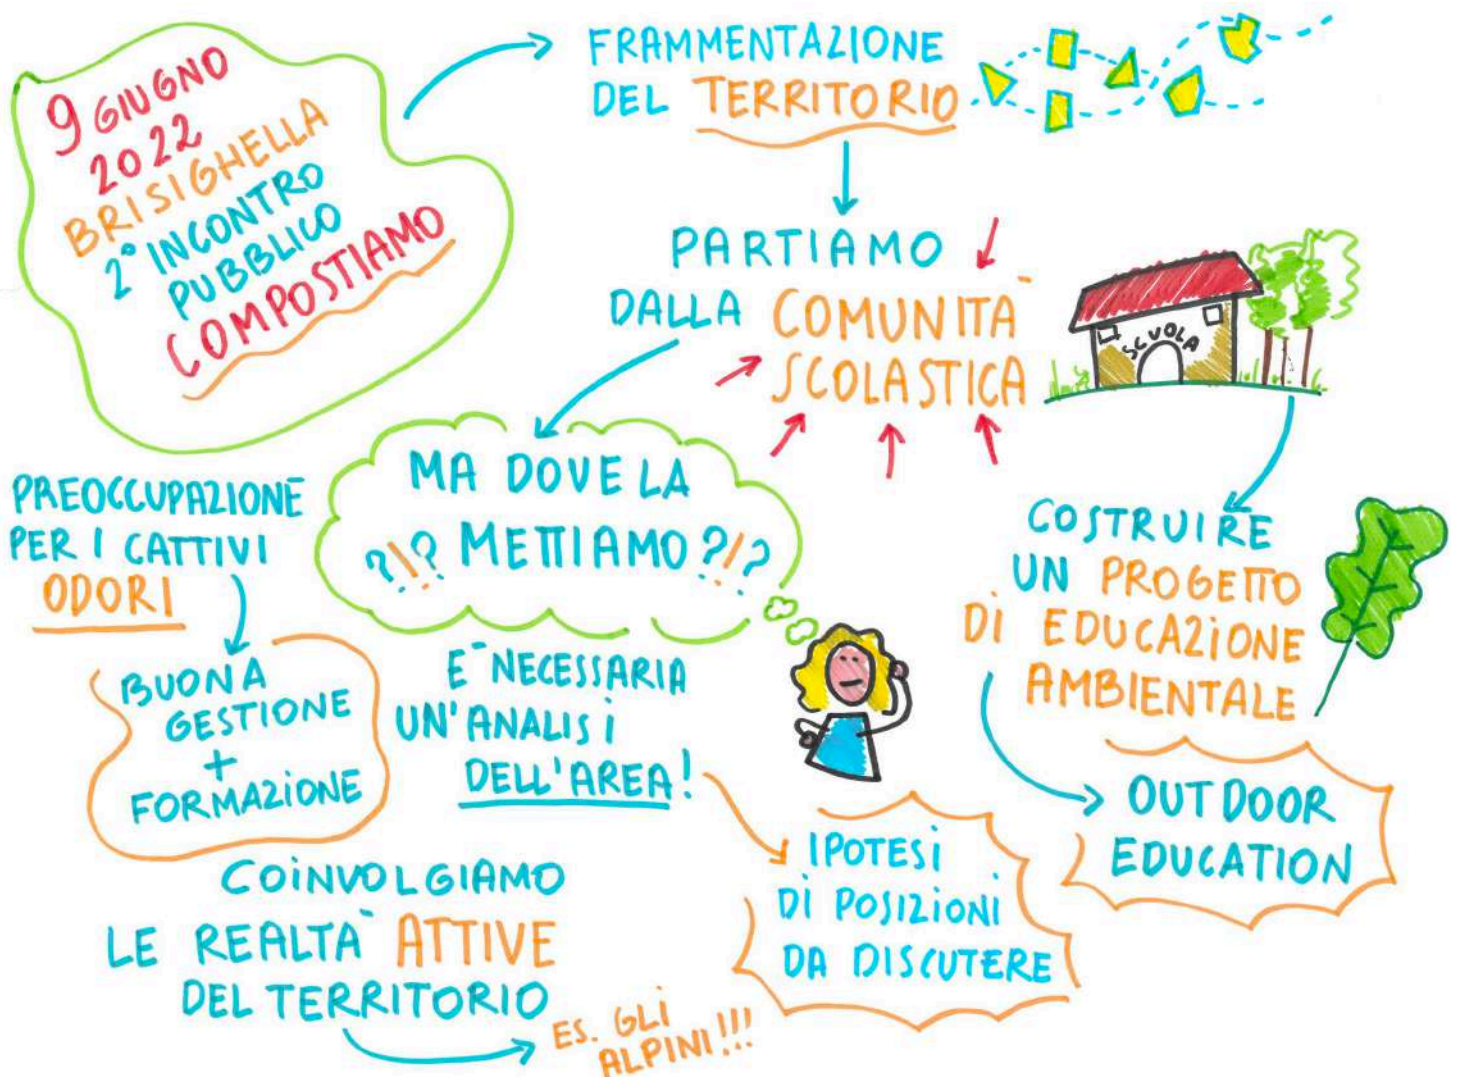 9 GIUGNO
2022
BRISIGHELLA
2° INCONTRO
PUBBLICO
COMPOSTIAMO
FRAMMENTAZIONE
DEL TERRITORIO
PARTIAMO
DALLA COMUNITÀ
SCOLASTICA
SCUOLA
MA DOVE LA
?!? METTIAMO ?!?
PREOCCUPAZIONE
PER I CATTIVI
ODORI
BUONA
GESTIONE
+
FORMAZIONE
È NECESSARIA
UN'ANALISI
DELL'AREA!
COSTRUIRE
UN PROGETTO
DI EDUCAZIONE
AMBIENTALE
OUTDOOR
EDUCATION
IPOTESI
DI POSIZIONI
DA DISCUTERE
COINVOLGIAMO
LE REALTÀ ATTIVE
DEL TERRITORIO
ES. GLI
ALPINI!!!